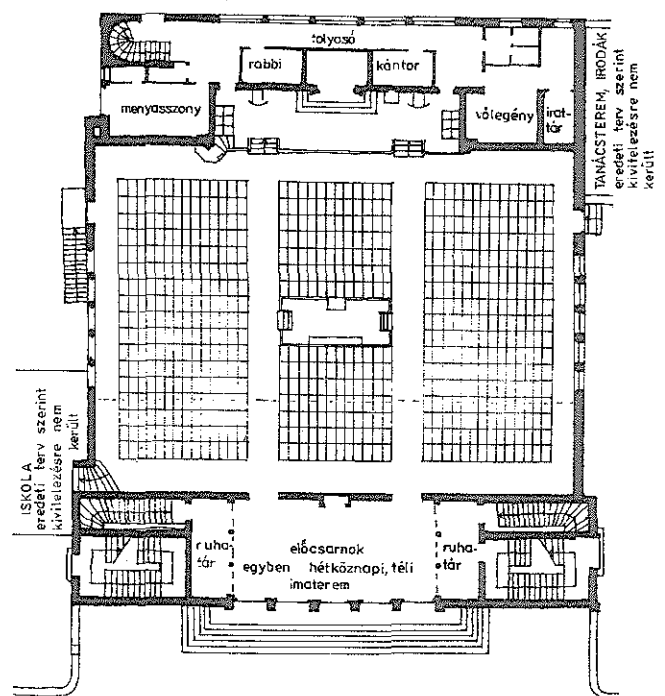 folyosó
rabbi
kántor
menyasszony
vőlegény
irat-
tár
TANÁCSTEREM, IRODÁK
eredeti terv szerint
kivitelezésre nem
került
ISKOLA
eredeti terv szerint
kivitelezésre nem
került
ruha-
tár
előcsarnok
egyben hétköznapi, téli
imaterem
ruha-
tár